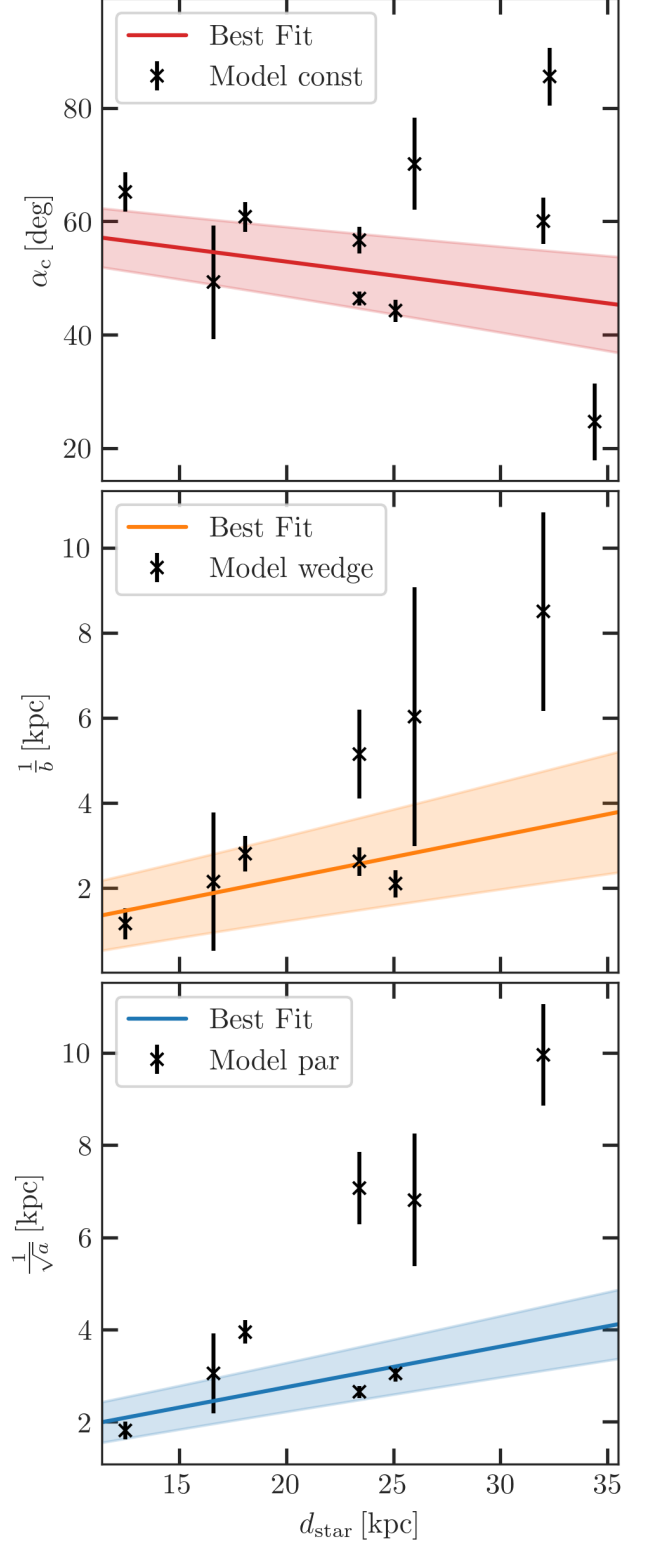 Best Fit
Model const
80
60
40
20
α_c [deg]
Best Fit
Model wedge
10
8
6
4
2
1/b [kpc]
Best Fit
Model par
10
8
6
4
2
1/√a [kpc]
15 20 25 30 35
d_star [kpc]